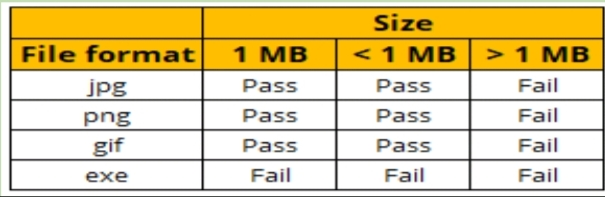 Size
File format 1 MB < 1 MB > 1 MB
jpg Pass Pass Fail
png Pass Pass Fail
gif Pass Pass Fail
exe Fail Fail Fail